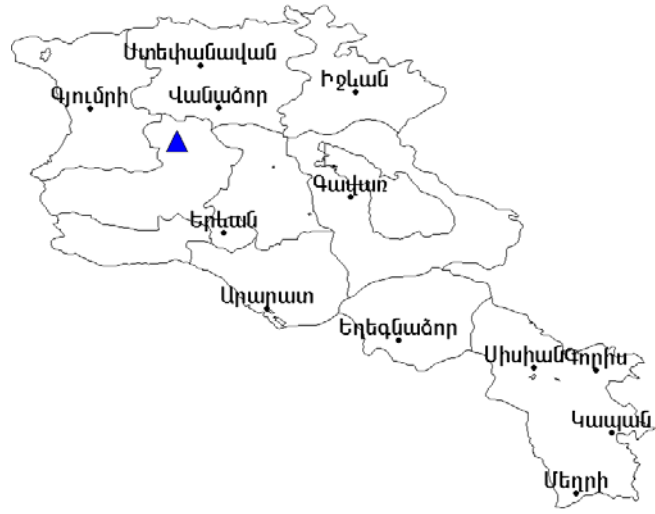 Ստեփանավան
Իջևան
Գյումրի
Վանաձոր
Գավառ
Երևան
Արարատ
Եղեգնաձոր
Սիսիան
Գորիս
Կապան
Մեղրի